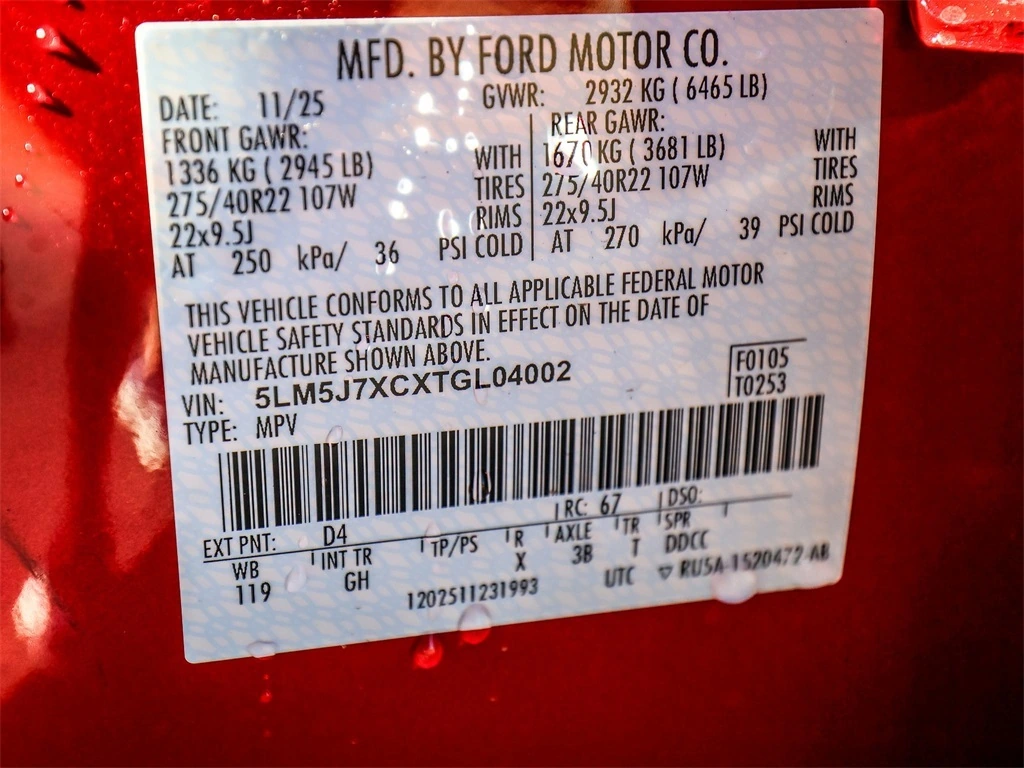 MFD. BY FORD MOTOR CO.
DATE: 11/25 GVWR: 2932 KG ( 6465 LB)
FRONT GAWR: REAR GAWR:
1336 KG ( 2945 LB) WITH 1670 KG ( 3681 LB) WITH
275/40R22 107W TIRES 275/40R22 107W TIRES
22x9.5J RIMS 22x9.5J RIMS
AT 250 kPa/ 36 PSI COLD AT 270 kPa/ 39 PSI COLD
THIS VEHICLE CONFORMS TO ALL APPLICABLE FEDERAL MOTOR
VEHICLE SAFETY STANDARDS IN EFFECT ON THE DATE OF
MANUFACTURE SHOWN ABOVE.
VIN: 5LM5J7XCXTGL04002 F0105
TYPE: MPV T0253
EXT PNT: D4 RC: 67 DSO:
WB INT TR TP/PS R AXLE TR SPR
119 GH X 3B T DDCC
1202511231993 UTC ▽ RU5A-1520472-AB